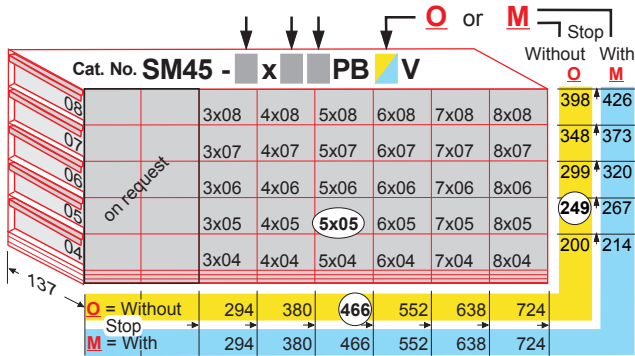 O or M
Stop
Without With
O M
Cat. No. SM45 - x PB V
08 3x08 4x08 5x08 6x08 7x08 8x08 398 426
07 3x07 4x07 5x07 6x07 7x07 8x07 348 373
06 3x06 4x06 5x06 6x06 7x06 8x06 299 320
on request
05 3x05 4x05 5x05 6x05 7x05 8x05 249 267
04 3x04 4x04 5x04 6x04 7x04 8x04 200 214
137
O = Without 294 380 466 552 638 724
Stop
M = With 294 380 466 552 638 724